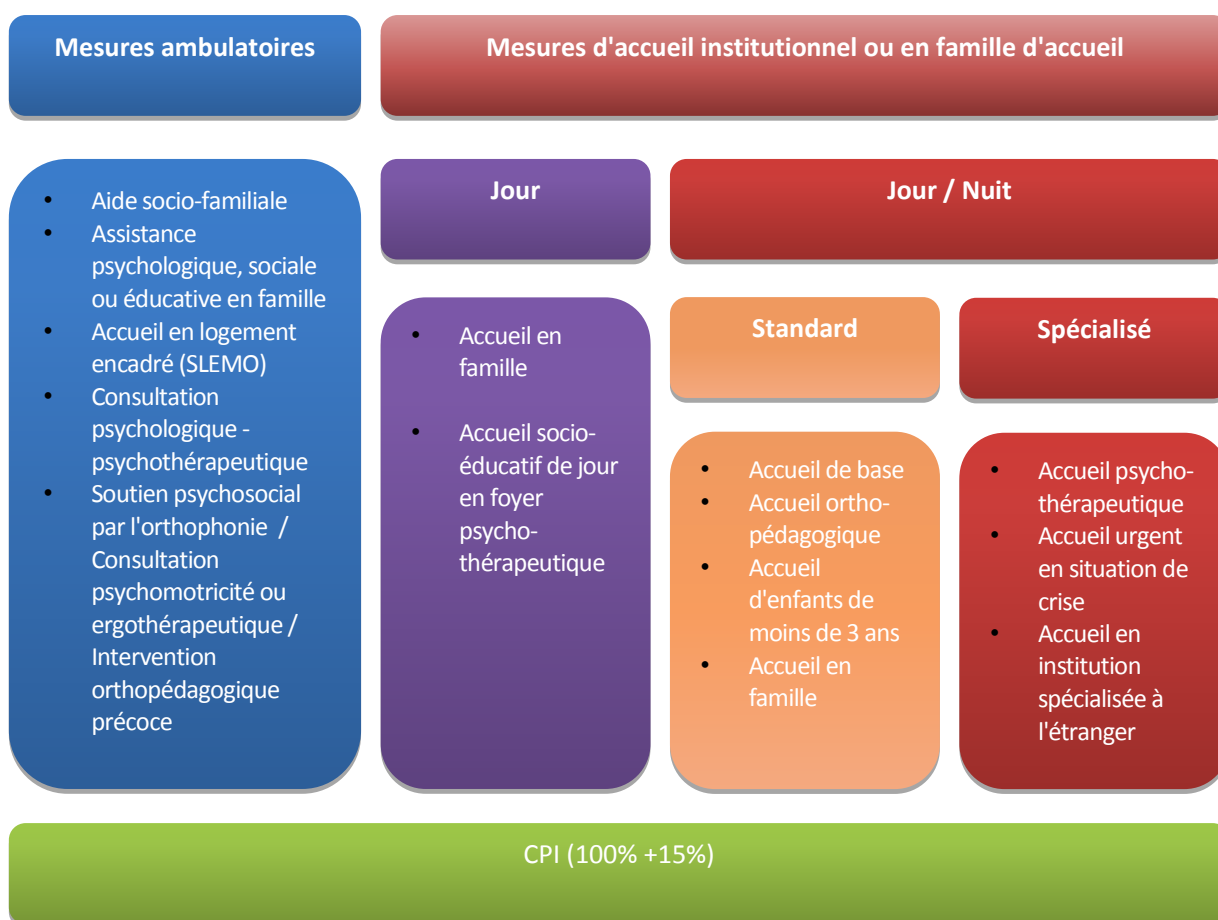 Mesures ambulatoires
Mesures d'accueil institutionnel ou en famille d'accueil
• Aide socio-familiale
• Assistance
psychologique, sociale
ou éducative en famille
• Accueil en logement
encadré (SLEMO)
• Consultation
psychologique -
psychothérapeutique
• Soutien psychosocial
par l'orthophonie /
Consultation
psychomotricité ou
ergothérapeutique /
Intervention
orthopédagogique
précoce
Jour
• Accueil en
famille
• Accueil socio-
éducatif de jour
en foyer
psycho-
thérapeutique
Jour / Nuit
Standard
• Accueil de base
• Accueil ortho-
pédagogique
• Accueil
d'enfants de
moins de 3 ans
• Accueil en
famille
Spécialisé
• Accueil psycho-
thérapeutique
• Accueil urgent
en situation de
crise
• Accueil en
institution
spécialisée à
l'étranger
CPI (100% +15%)